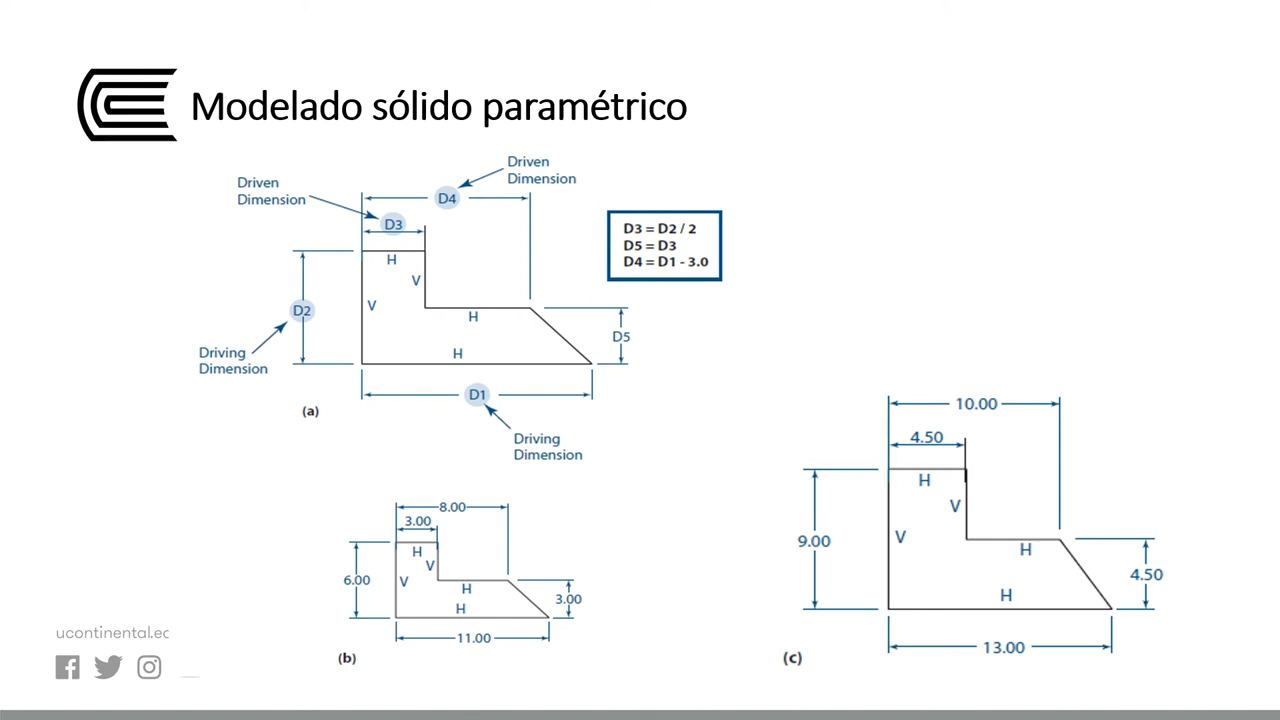 Modelado sólido paramétrico
Driven
Dimension
Driven
Dimension
D4
D3
D3 = D2 / 2
D5 = D3
D4 = D1 - 3.0
H
V
V
D2
H
D5
H
Driving
Dimension
D1
(a)
Driving
Dimension
8.00
3.00
H
V
6.00
V
H
3.00
H
11.00
(b)
10.00
4.50
H
V
9.00
V
H
4.50
H
13.00
(c)
ucontinental.ec